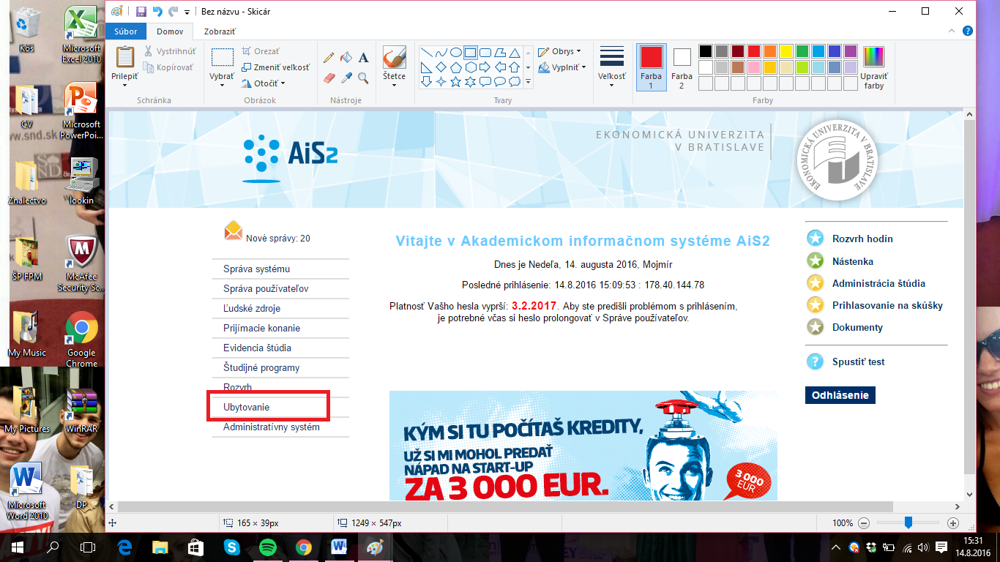 Bez názvu - Skicár
Súbor
Domov
Zobraziť
Prilepiť
Vystrihnúť
Kopírovať
Schránka
Vybrať
Orezať
Zmeniť veľkosť
Otočiť
Obrázok
A
Nástroje
Štetce
Obrys
Vyplniť
Tvary
Veľkosť
Farba
1
Farba
2
Upraviť
farby
Farby
Kôš
Microsoft
Excel 2010
CV
Microsoft
PowerPoi...
www.snd.sk
Znalectvo
lookin
ŠP FPM
McAfee
Security Sc...
My Music
Google
Chrome
My Pictures
WinRAR
Microsoft
Word 2010
DP
AiS2
EKONOMICKÁ UNIVERZITA
V BRATISLAVE
EKONOMICKÁ UNIVERZITA V BRATISLAVE
Nové správy: 20
Správa systému
Správa používateľov
Ľudské zdroje
Prijímacie konanie
Evidencia štúdia
Študijné programy
Rozvrh
Ubytovanie
Administratívny systém
Vitajte v Akademickom informačnom systéme AiS2
Dnes je Nedeľa, 14. augusta 2016, Mojmír
Posledné prihlásenie: 14.8.2016 15:09:53 : 178.40.144.78
Platnosť Vašho hesla vyprší: 3.2.2017. Aby ste predišli problémom s prihlásením,
je potrebné včas si heslo prolongovať v Správe používateľov.
KÝM SI TU POČÍTAŠ KREDITY,
UŽ SI MI MOHOL PREDAŤ
NÁPAD NA START-UP
ZA 3 000 EUR.
3 000
EUR
Rozvrh hodín
Nástenka
Administrácia štúdia
Prihlasovanie na skúšky
Dokumenty
Spustiť test
Odhlásenie
165 × 39px
1249 × 547px
100%
15:31
14.8.2016